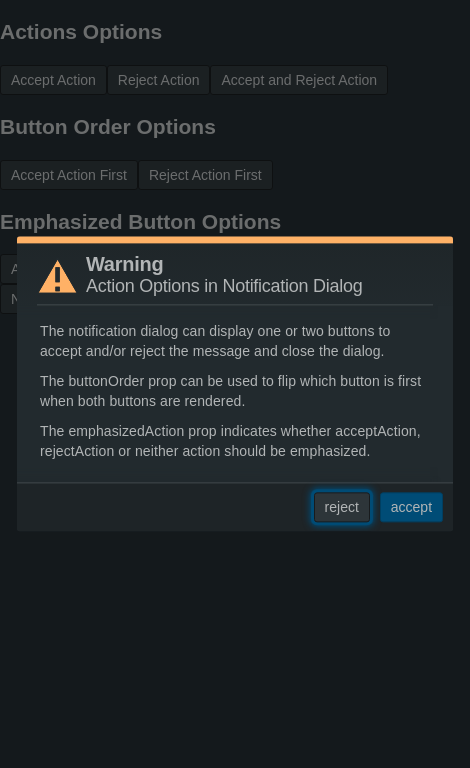 Actions Options
Accept Action Reject Action Accept and Reject Action
Button Order Options
Accept Action First Reject Action First
Emphasized Button Options
Warning
Action Options in Notification Dialog
The notification dialog can display one or two buttons to
accept and/or reject the message and close the dialog.
The buttonOrder prop can be used to flip which button is first
when both buttons are rendered.
The emphasizedAction prop indicates whether acceptAction,
rejectAction or neither action should be emphasized.
reject accept